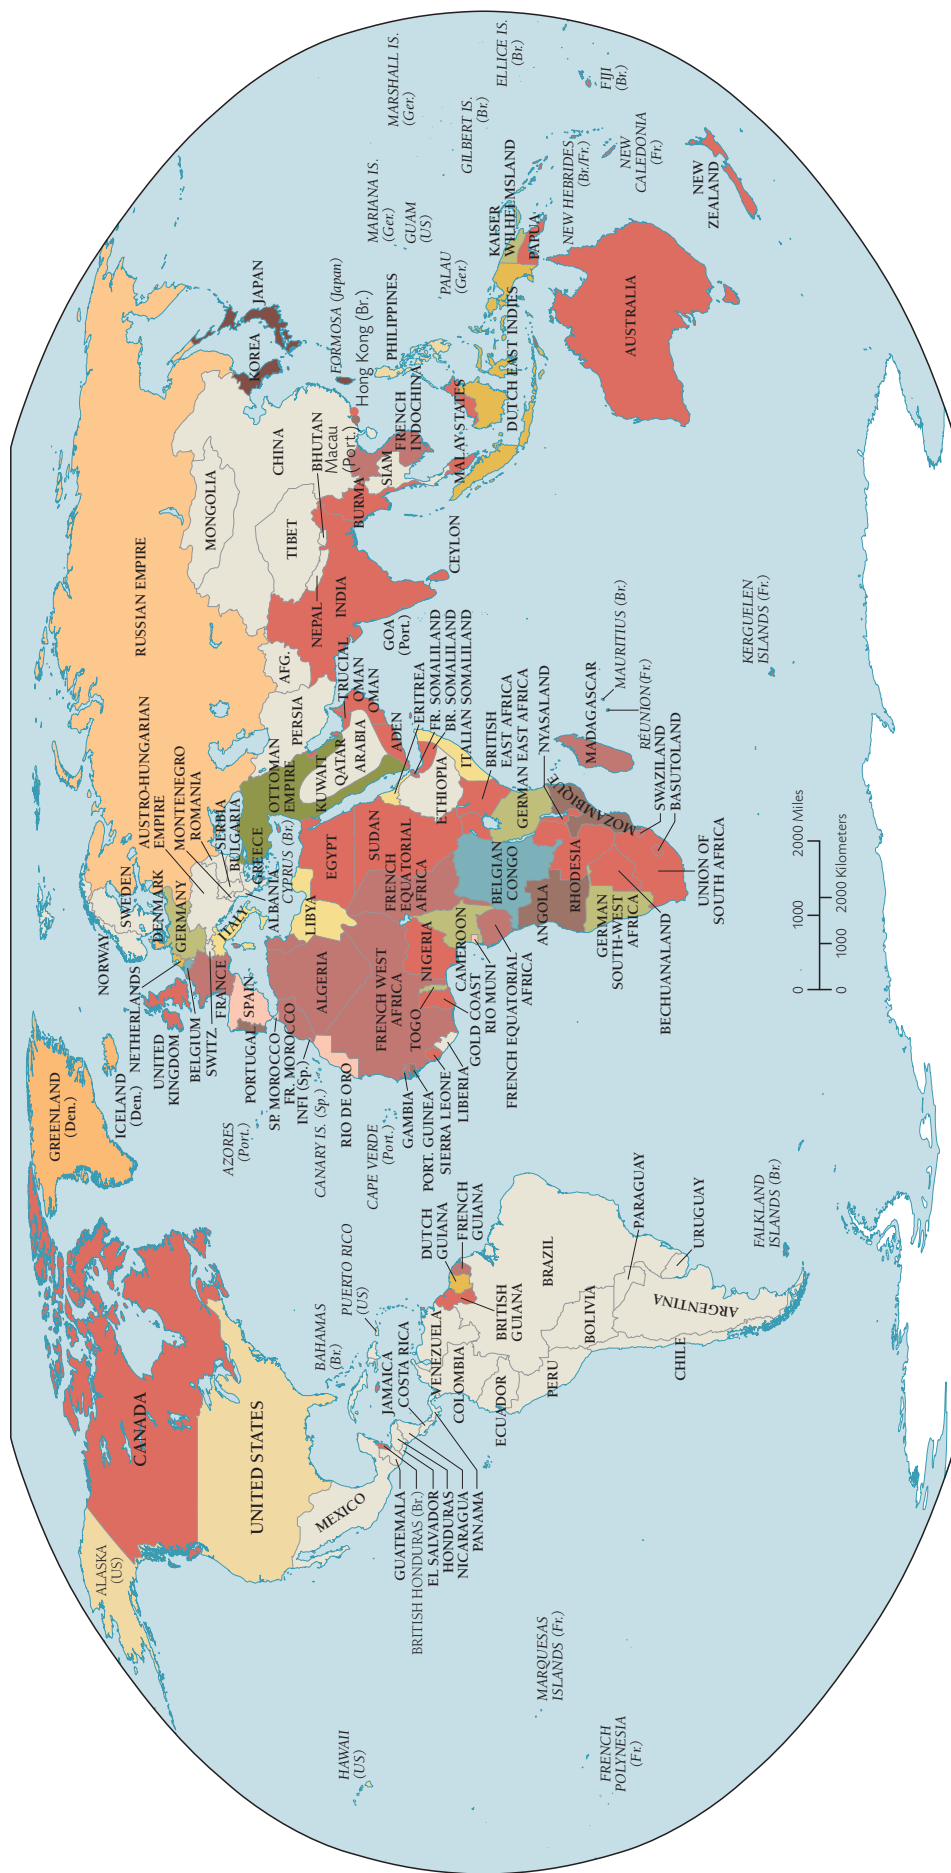 GREENLAND
(Den.)
ICELAND
(Den.)
ALASKA
(US)
CANADA
UNITED STATES
MEXICO
BAHAMAS
(Br.)
PUERTO RICO
(US)
JAMAICA
COSTA RICA
GUATEMALA
BRITISH HONDURAS (Br.)
EL SALVADOR
HONDURAS
NICARAGUA
PANAMA
VENEZUELA
COLOMBIA
ECUADOR
PERU
BRITISH
GUIANA
DUTCH
GUIANA
FRENCH
GUIANA
BRAZIL
BOLIVIA
PARAGUAY
URUGUAY
ARGENTINA
CHILE
FALKLAND
ISLANDS (Br.)
HAWAII
(US)
MARQUESAS
ISLANDS (Fr.)
FRENCH
POLYNESIA
(Fr.)
NORWAY
SWEDEN
DENMARK
NETHERLANDS
UNITED
KINGDOM
BELGIUM
SWITZ
GERMANY
FRANCE
SPAIN
PORTUGAL
ITALY
AUSTRO-HUNGARIAN
EMPIRE
MONTENEGRO
ROMANIA
SERBIA
BULGARIA
GREECE
ALBANIA
CYPRUS (Br.)
OTTOMAN
EMPIRE
RUSSIAN EMPIRE
AZORES
(Port.)
SP. MOROCCO
FR. MOROCCO
INFI (Sp.)
CANARY IS. (Sp.)
RIO DE ORO
CAPE VERDE
(Port.)
GAMBIA
PORT. GUINEA
SIERRA LEONE
LIBERIA
GOLD COAST
TOGO
RIO MUNI
FRENCH EQUATORIAL
AFRICA
ALGERIA
LIBYA
EGYPT
FRENCH WEST
AFRICA
NIGERIA
CAMEROON
FRENCH
EQUATORIAL
AFRICA
SUDAN
ETHIOPIA
ERITREA
FR. SOMALILAND
BR. SOMALILAND
ITALIAN SOMALILAND
BRITISH
EAST AFRICA
GERMAN EAST AFRICA
NYASALAND
BELGIAN
CONGO
ANGOLA
RHODESIA
MOZAMBIQUE
MADAGASCAR
MAURITIUS (Br.)
RÉUNION (Fr.)
SWAZILAND
BASUTOLAND
GERMAN
SOUTH-WEST
AFRICA
BECHUANALAND
UNION OF
SOUTH AFRICA
KERGUELEN
ISLANDS (Fr.)
KUWAIT
QATAR
ARABIA
TRUCIAL
OMAN
OMAN
ADEN
PERSIA
AFG.
NEPAL
INDIA
GOA
(Port.)
CEYLON
TIBET
MONGOLIA
CHINA
BHUTAN
Macau
(Port.)
Hong Kong (Br.)
BURMA
SIAM
FRENCH
INDOCHINA
MALAY STATES
KOREA
JAPAN
FORMOSA (Japan)
PHILIPPINES
DUTCH EAST INDIES
MARIANA IS.
(Ger.)
GUAM
(US)
PALAU
(Ger.)
MARSHALL IS.
(Ger.)
GILBERT IS.
(Br.)
ELLICE IS.
(Br.)
KAISER
WILHELMSLAND
PAPUA
NEW HEBRIDES
(Br./Fr.)
NEW
CALEDONIA
(Fr.)
FIJI
(Br.)
AUSTRALIA
NEW
ZEALAND
0 1000 2000 Miles
0 1000 2000 Kilometers